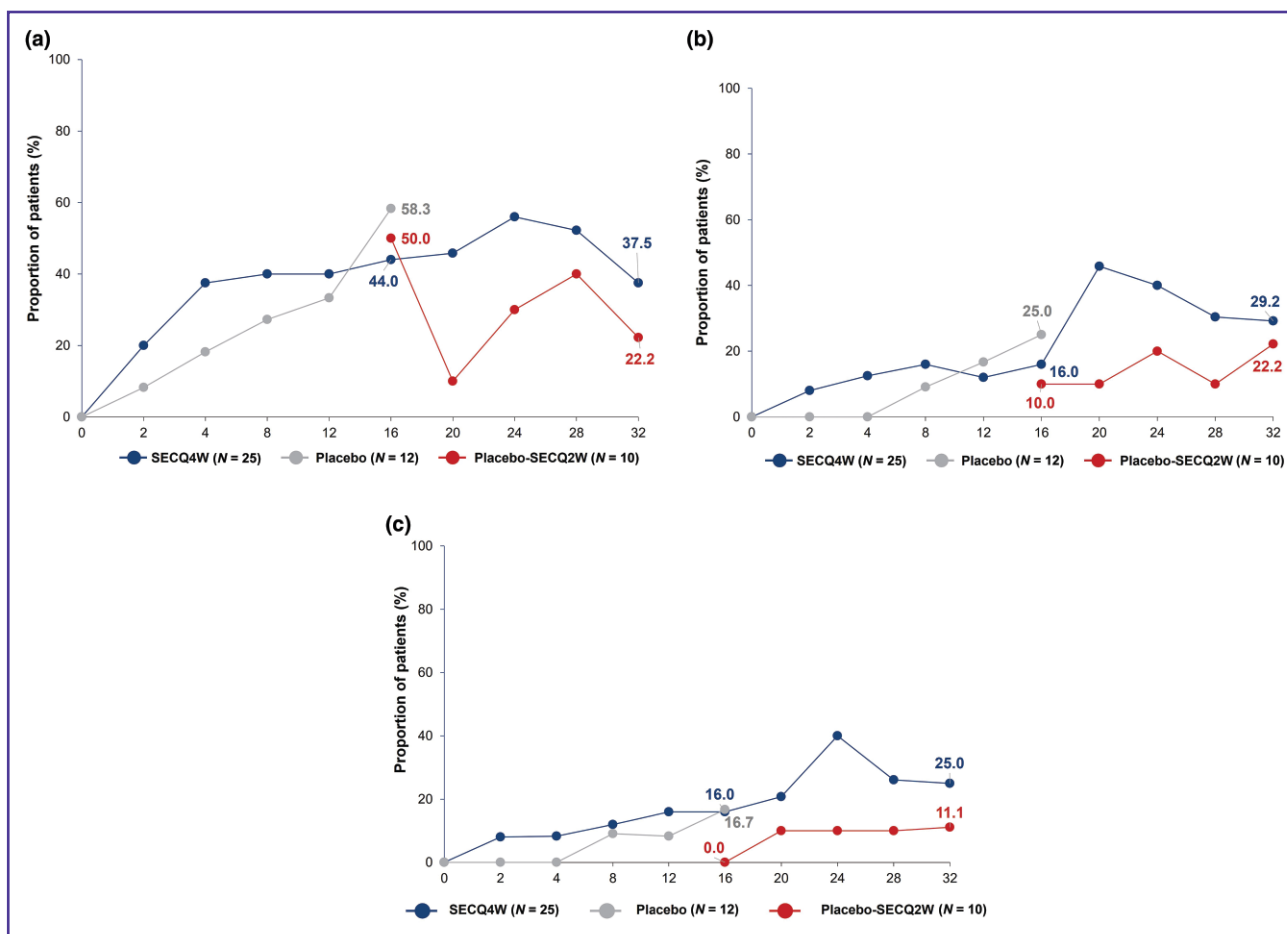 (a)
100
80
60
40
20
0
Proportion of patients (%)
58.3
50.0
44.0
37.5
22.2
0 2 4 8 12 16 20 24 28 32
SECQ4W (N = 25) Placebo (N = 12) Placebo-SECQ2W (N = 10)
(b)
100
80
60
40
20
0
Proportion of patients (%)
25.0
16.0
10.0
29.2
22.2
0 2 4 8 12 16 20 24 28 32
SECQ4W (N = 25) Placebo (N = 12) Placebo-SECQ2W (N = 10)
(c)
100
80
60
40
20
0
Proportion of patients (%)
16.0
16.7
0.0
25.0
11.1
0 2 4 8 12 16 20 24 28 32
SECQ4W (N = 25) Placebo (N = 12) Placebo-SECQ2W (N = 10)